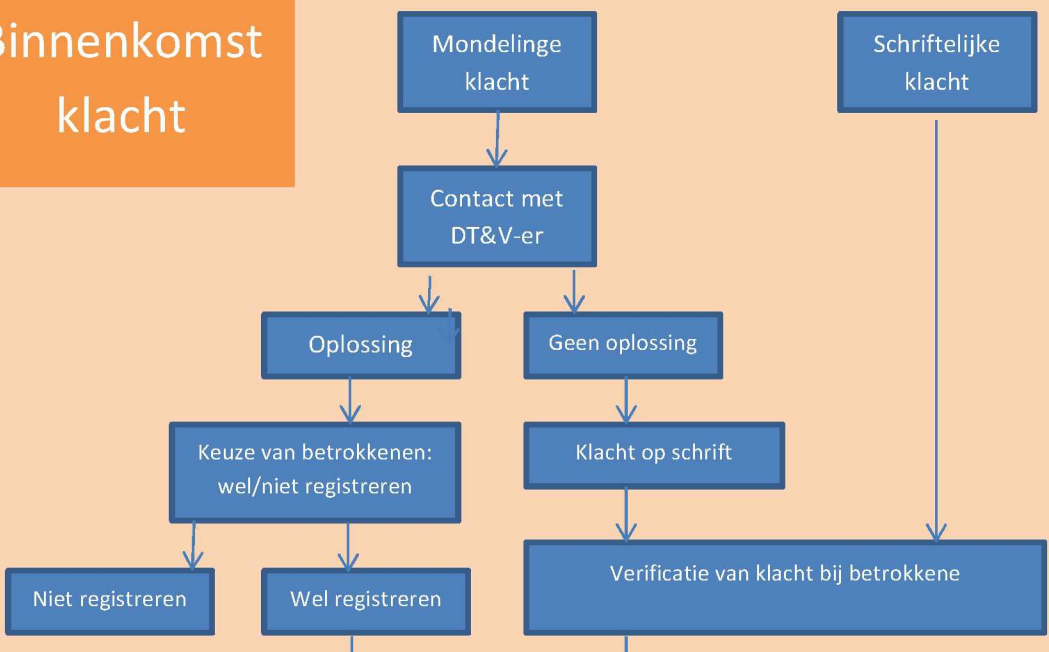 Binnenkomst
klacht
Mondelinge
klacht
Schriftelijke
klacht
Contact met
DT&V-er
Oplossing
Geen oplossing
Keuze van betrokkenen:
wel/niet registreren
Klacht op schrift
Niet registreren
Wel registreren
Verificatie van klacht bij betrokkene